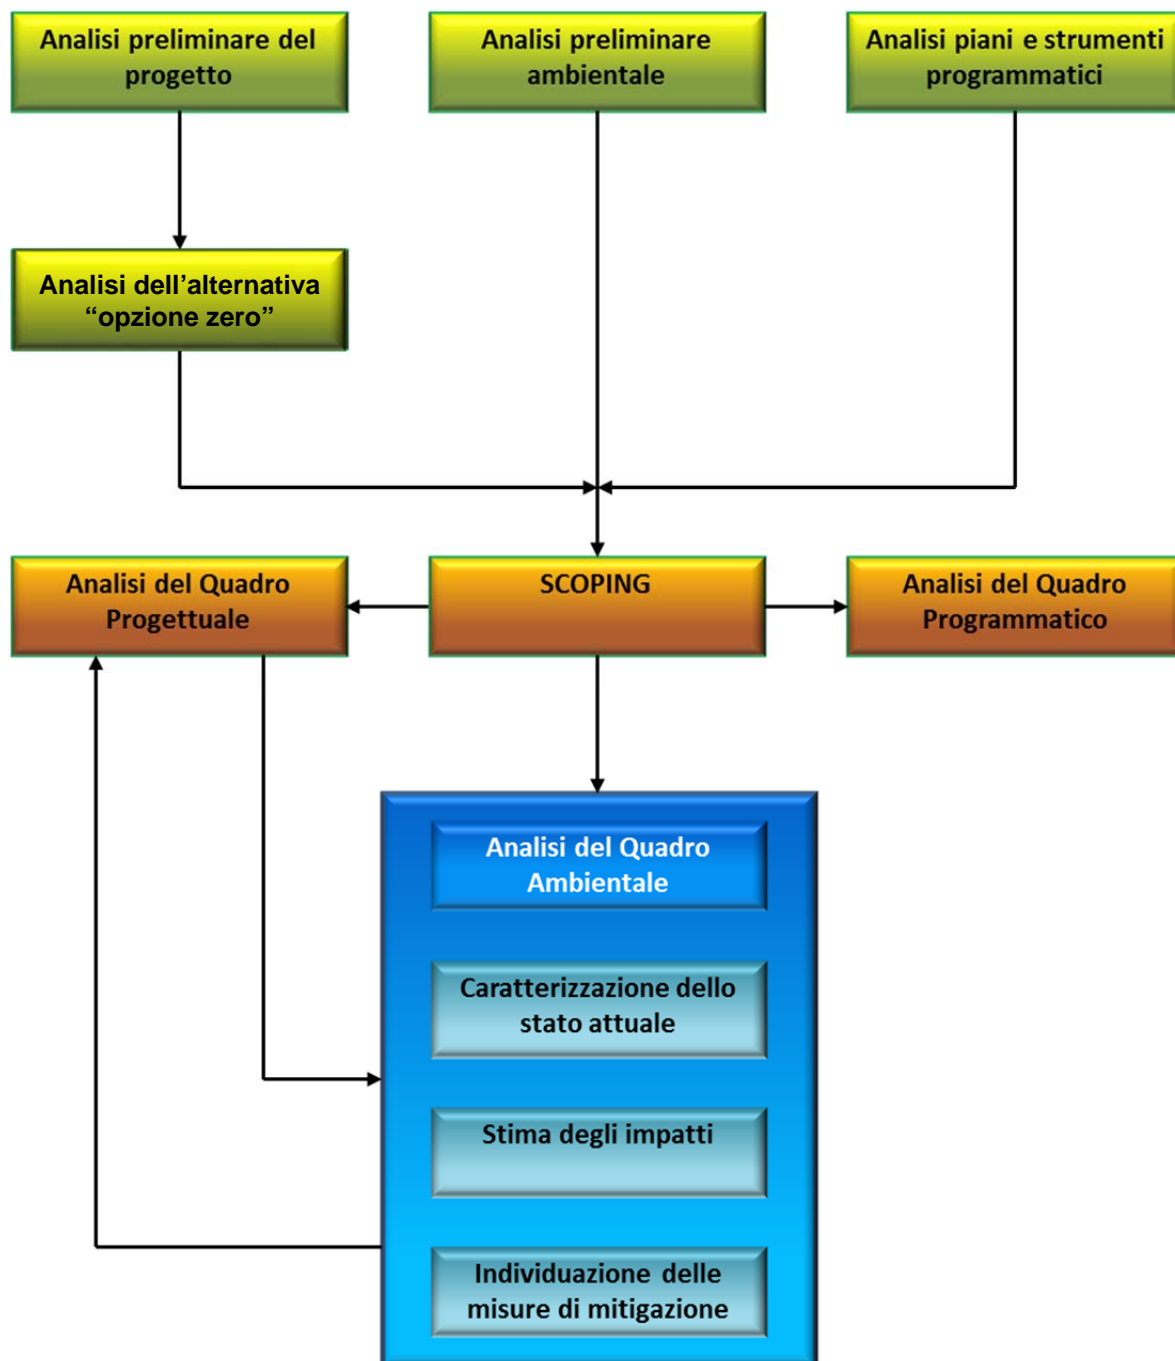 Analisi preliminare del
progetto
Analisi preliminare
ambientale
Analisi piani e strumenti
programmatici
Analisi dell’alternativa
“opzione zero”
Analisi del Quadro
Progettuale
SCOPING
Analisi del Quadro
Programmatico
Analisi del Quadro
Ambientale
Caratterizzazione dello
stato attuale
Stima degli impatti
Individuazione delle
misure di mitigazione